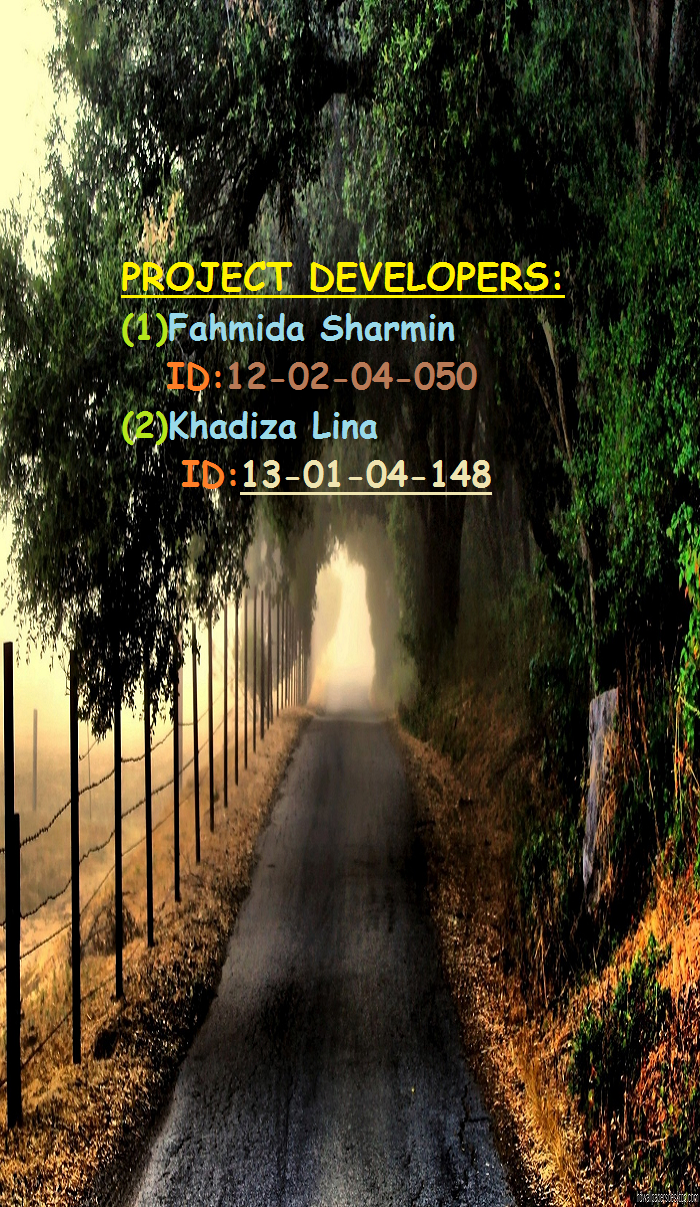 PROJECT DEVELOPERS:
(1)Fahmida Sharmin
ID:12-02-04-050
(2)Khadiza Lina
ID:13-01-04-148